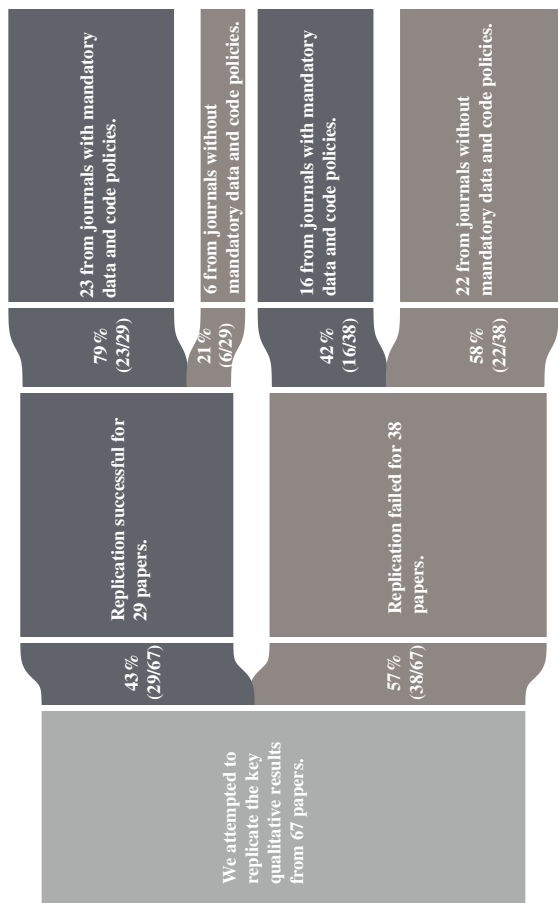 We attempted to
replicate the key
qualitative results
from 67 papers.
43%
(29/67)
57%
(38/67)
Replication successful for
29 papers.
Replication failed for 38
papers.
79%
(23/29)
21%
(6/29)
42%
(16/38)
58%
(22/38)
23 from journals with mandatory
data and code policies.
6 from journals without
mandatory data and code policies.
16 from journals with mandatory
data and code policies.
22 from journals without
mandatory data and code policies.